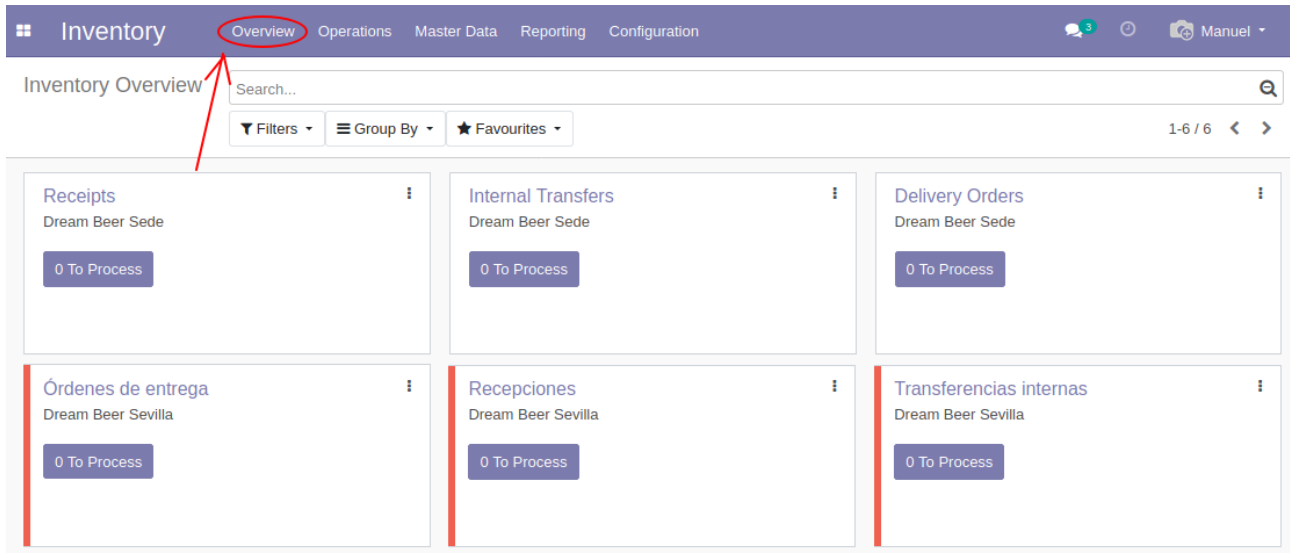 Inventory Overview Operations Master Data Reporting Configuration 3 Manuel
Inventory Overview Search...
Filters Group By Favourites 1-6 / 6
Receipts Internal Transfers Delivery Orders
Dream Beer Sede Dream Beer Sede Dream Beer Sede
0 To Process 0 To Process 0 To Process
Órdenes de entrega Recepciones Transferencias internas
Dream Beer Sevilla Dream Beer Sevilla Dream Beer Sevilla
0 To Process 0 To Process 0 To Process